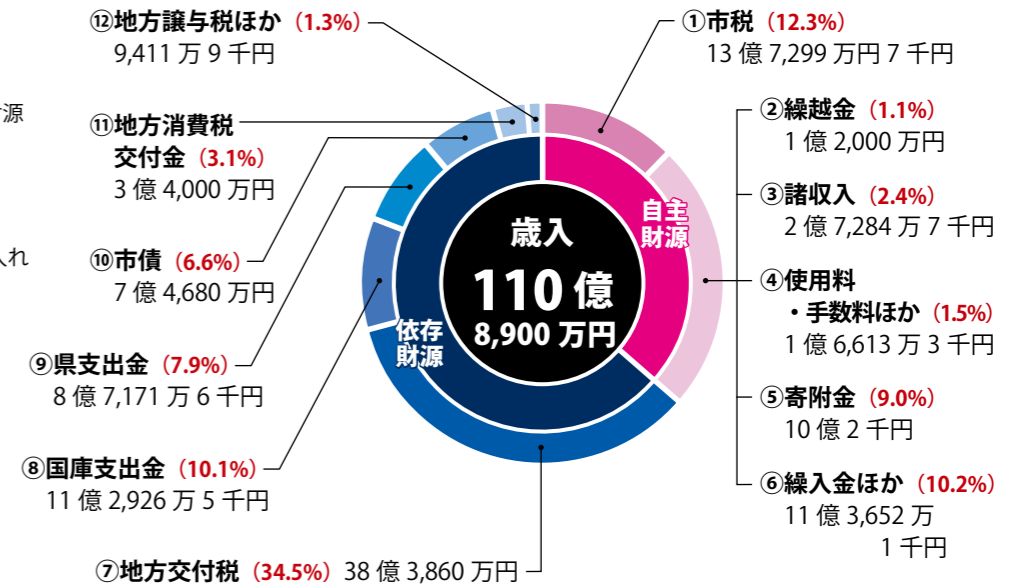 ⑫地方譲与税ほか（1.3%）
9,411 万 9 千円
①市税（12.3%）
13 億 7,299 万円 7 千円
財源
⑪地方消費税
交付金（3.1%）
3 億 4,000 万円
②繰越金（1.1%）
1 億 2,000 万円
③諸収入（2.4%）
2 億 7,284 万 7 千円
入れ
⑩市債（6.6%）
7 億 4,680 万円
④使用料
・手数料ほか（1.5%）
1 億 6,613 万 3 千円
歳入
110 億
8,900 万円
自主
財源
依存
財源
⑨県支出金（7.9%）
8 億 7,171 万 6 千円
⑤寄附金（9.0%）
10 億 2 千円
⑧国庫支出金（10.1%）
11 億 2,926 万 5 千円
⑥繰入金ほか（10.2%）
11 億 3,652 万
1 千円
⑦地方交付税（34.5%）38 億 3,860 万円